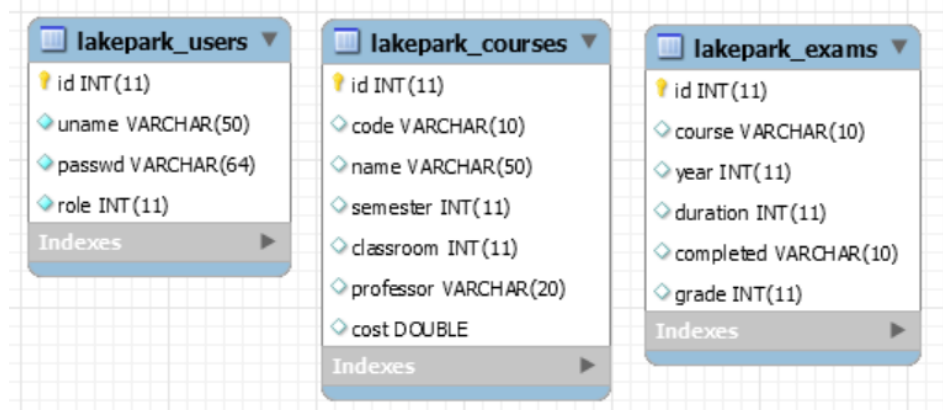 lakepark_users
id INT(11)
uname VARCHAR(50)
passwd VARCHAR(64)
role INT(11)
Indexes
lakepark_courses
id INT(11)
code VARCHAR(10)
name VARCHAR(50)
semester INT(11)
classroom INT(11)
professor VARCHAR(20)
cost DOUBLE
Indexes
lakepark_exams
id INT(11)
course VARCHAR(10)
year INT(11)
duration INT(11)
completed VARCHAR(10)
grade INT(11)
Indexes